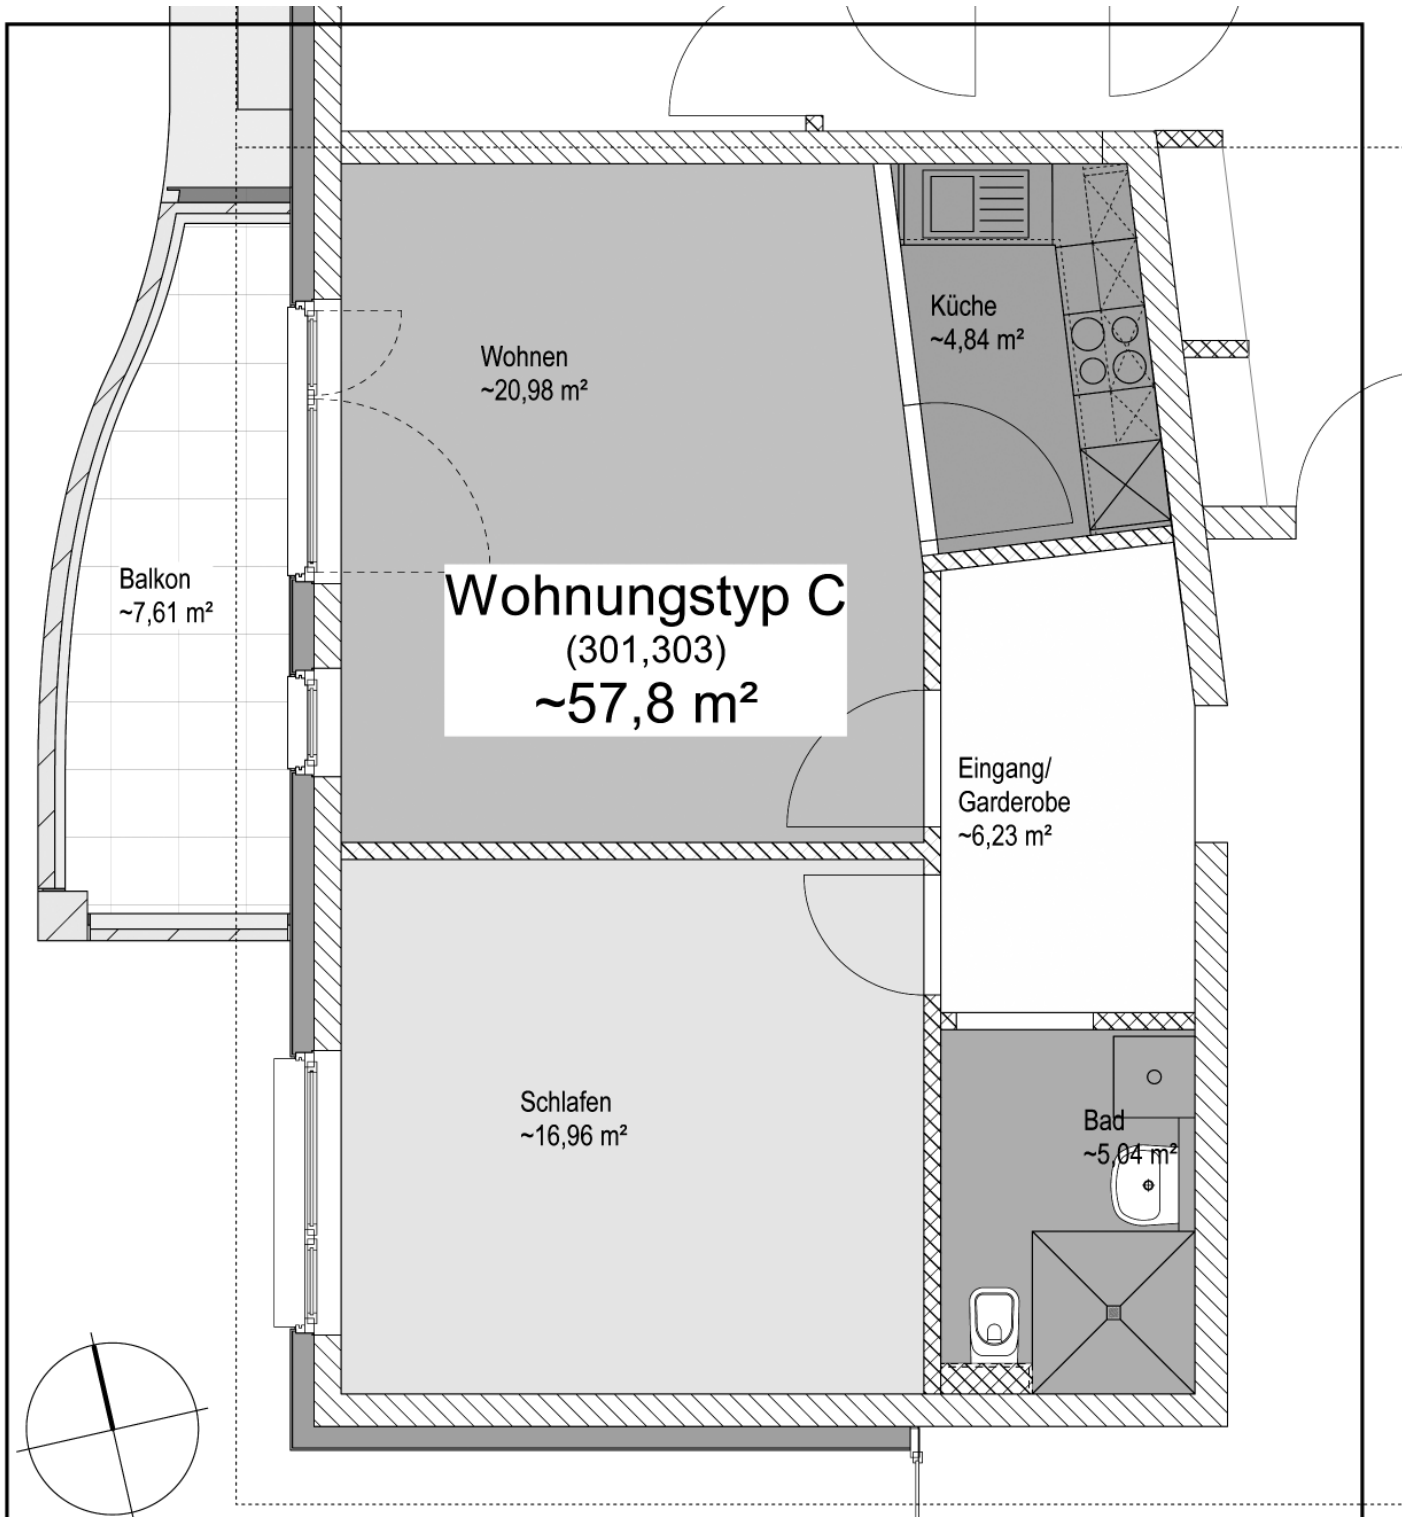 Küche
~4,84 m²
Wohnen
~20,98 m²
Balkon
~7,61 m²
Wohnungstyp C
(301,303)
~57,8 m²
Eingang/
Garderobe
~6,23 m²
Schlafen
~16,96 m²
Bad
~5,04 m²